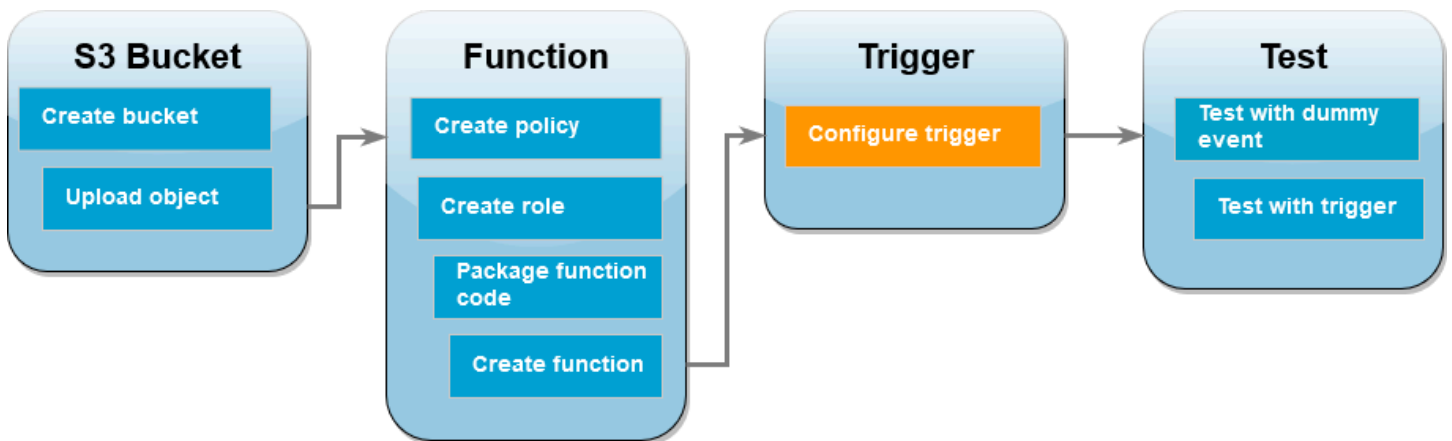 S3 Bucket
Create bucket
Upload object
Function
Create policy
Create role
Package function
code
Create function
Trigger
Configure trigger
Test
Test with dummy
event
Test with trigger